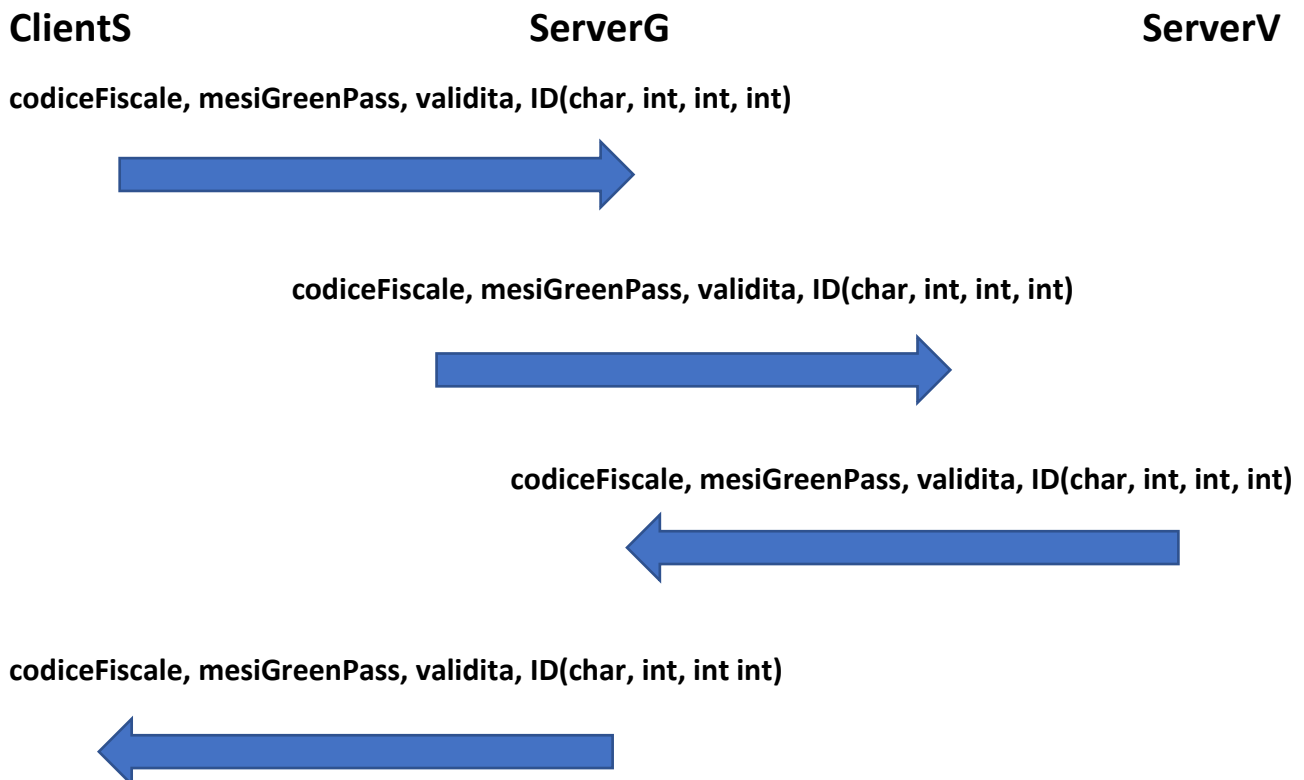 ClientS ServerG ServerV
codiceFiscale, mesiGreenPass, validita, ID(char, int, int, int)
codiceFiscale, mesiGreenPass, validita, ID(char, int, int, int)
codiceFiscale, mesiGreenPass, validita, ID(char, int, int, int)
codiceFiscale, mesiGreenPass, validita, ID(char, int, int int)